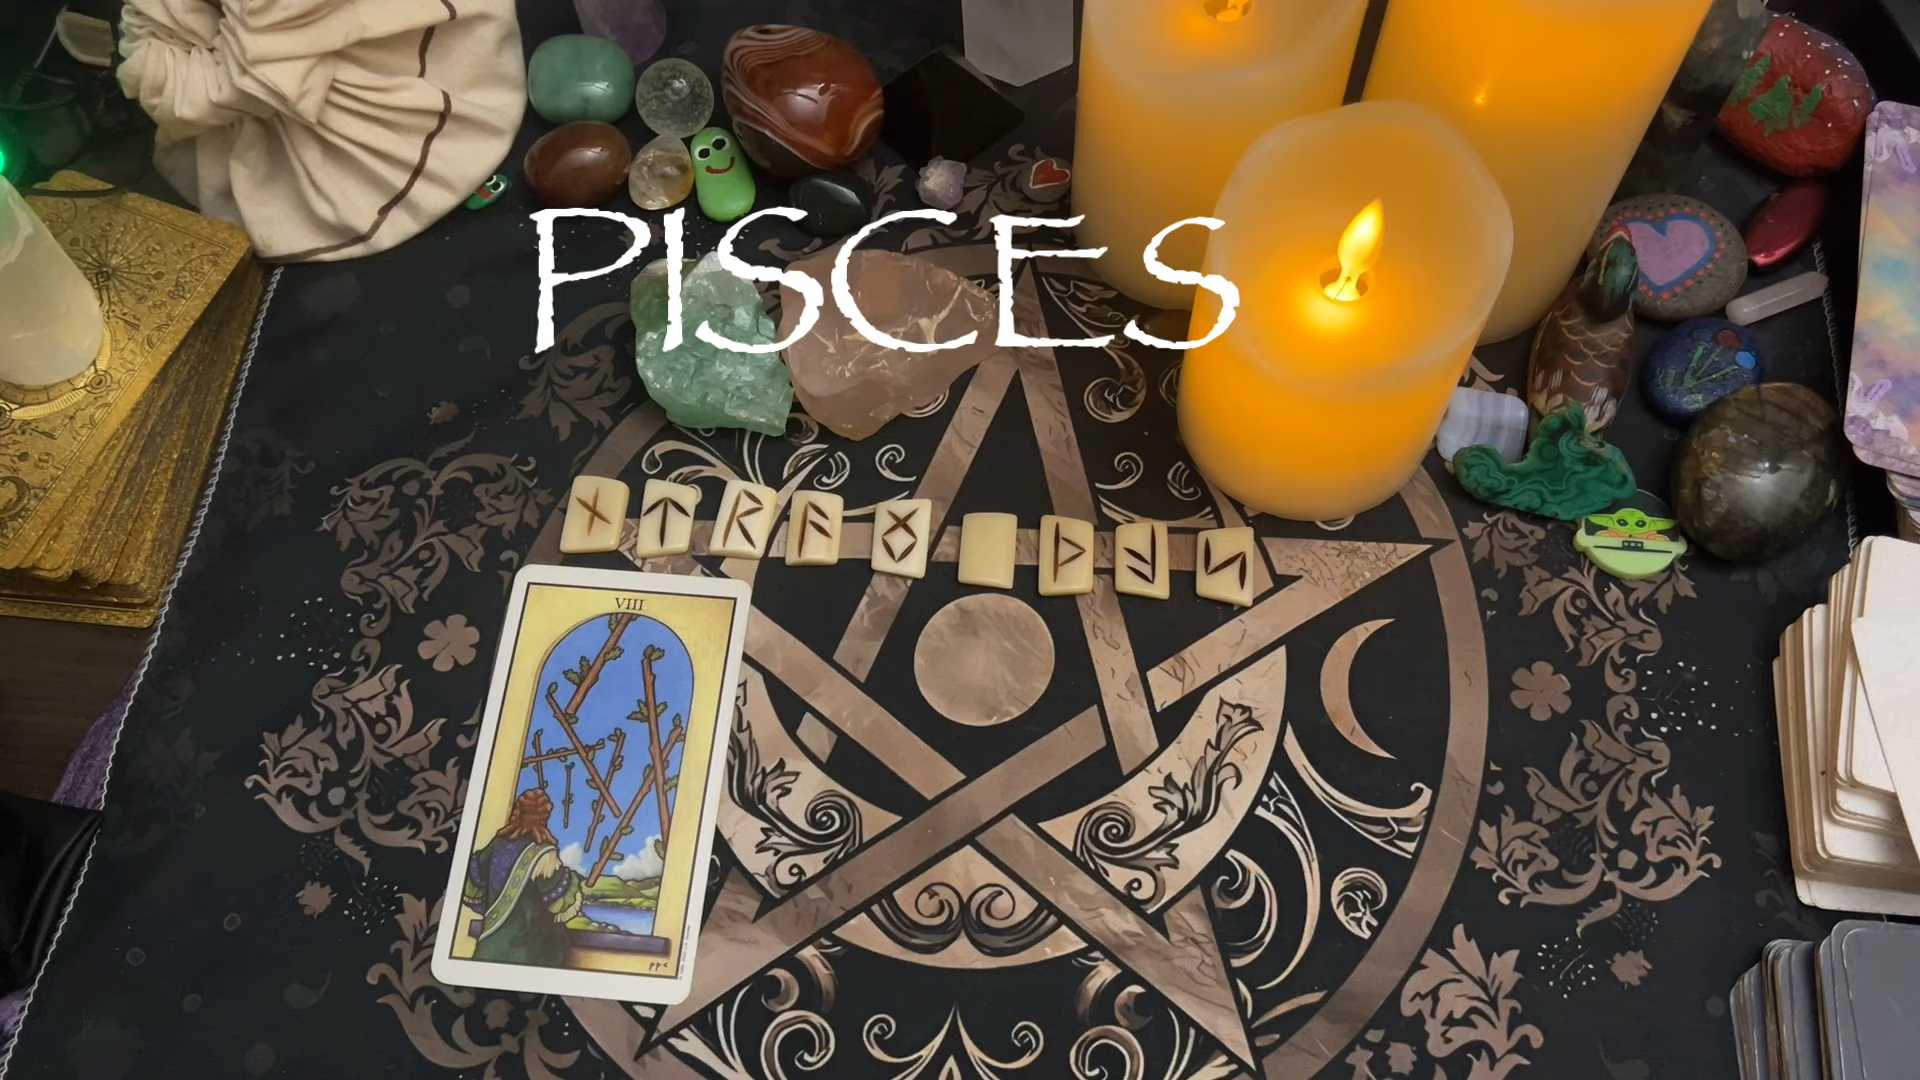 PISCES
ᚾ ᛏ ᚱ ᚨ ᛟ ᚦ ᛋ
VIII